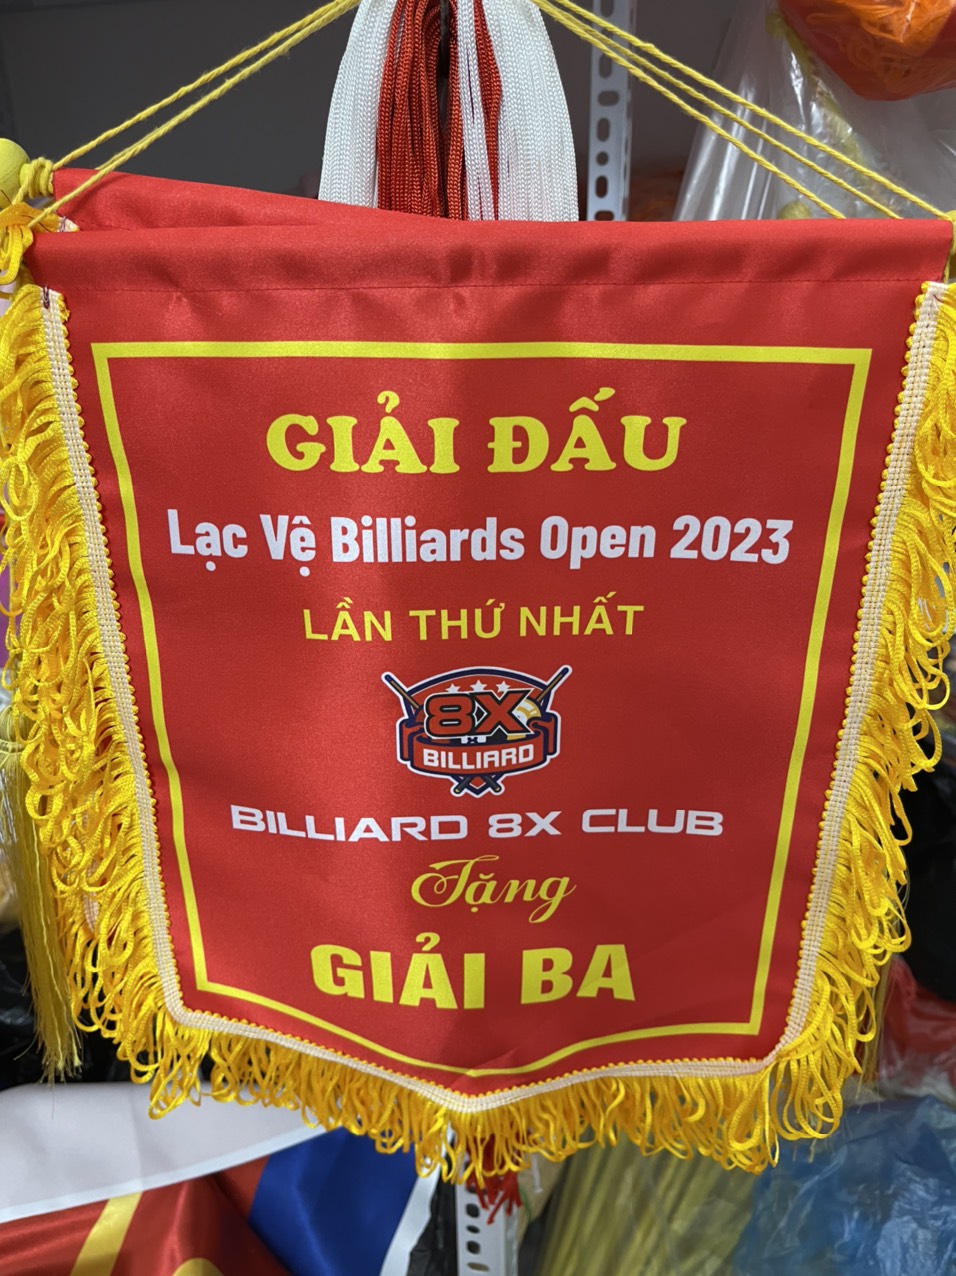 GIẢI ĐẤU
Lạc Vệ Billiards Open 2023
LẦN THỨ NHẤT
8X
BILLIARD
BILLIARD 8X CLUB
Tặng
GIẢI BA